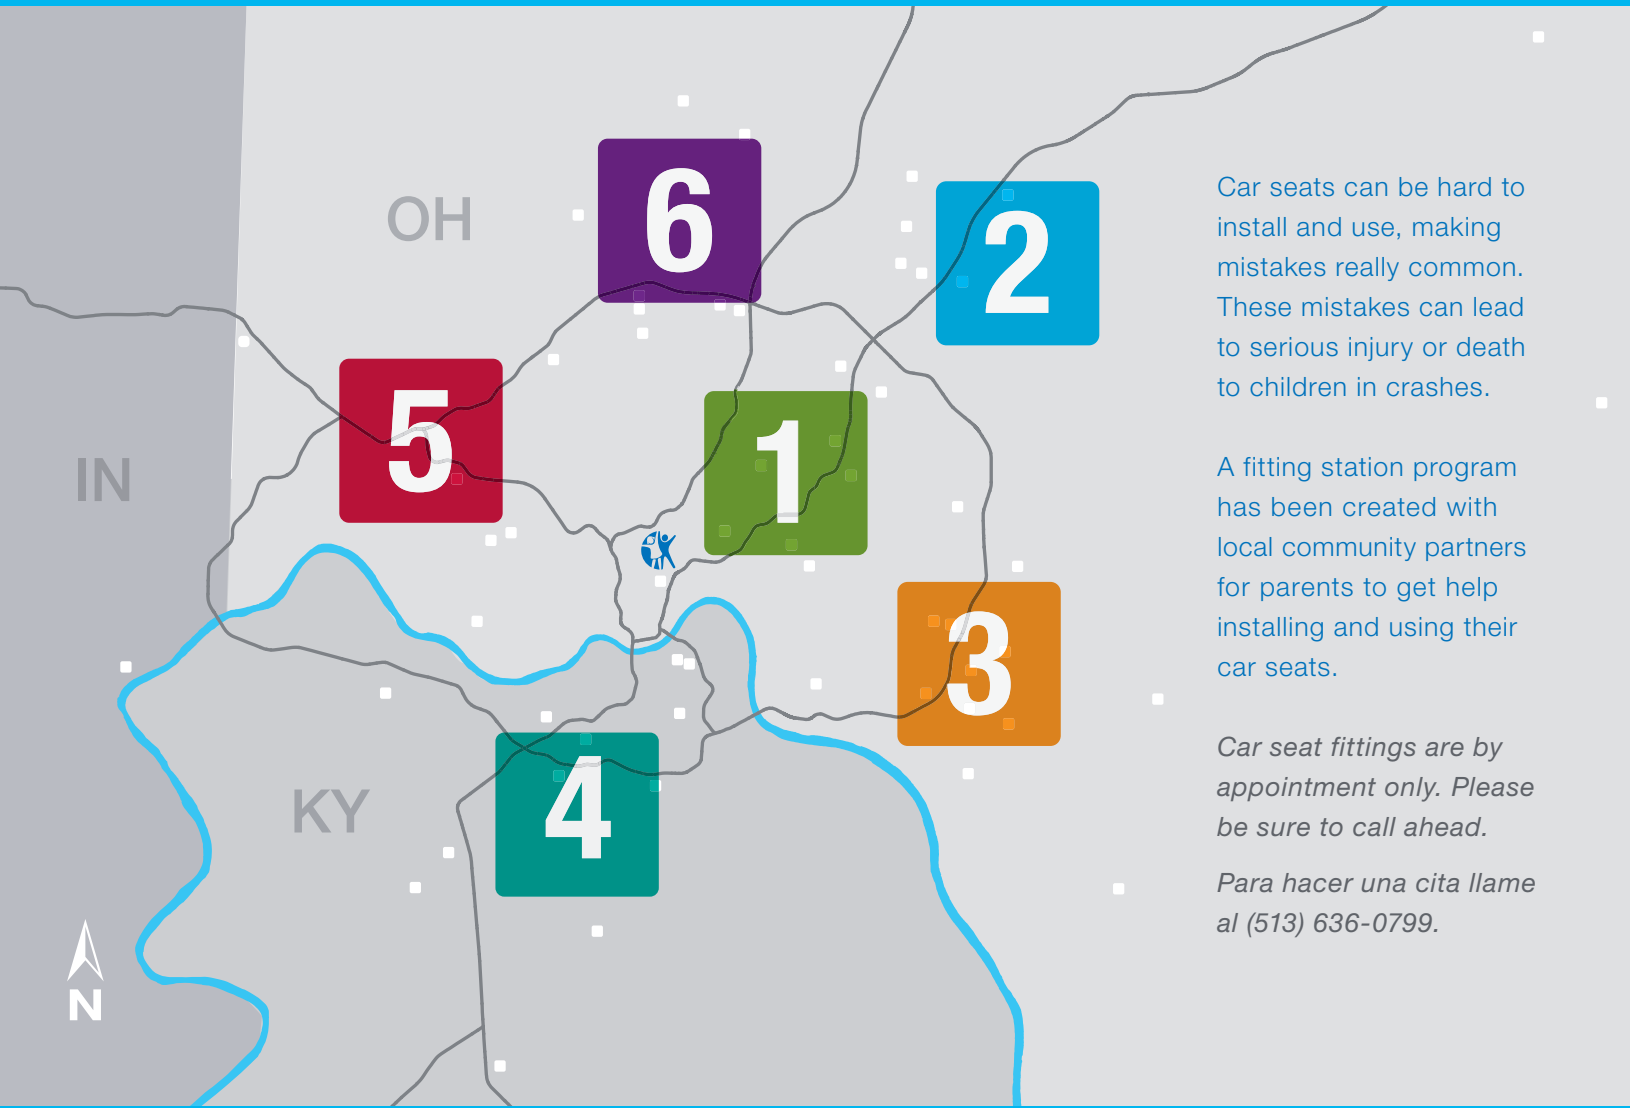 OH
6
2
5
1
IN
3
KY
4
N
Car seats can be hard to
install and use, making
mistakes really common.
These mistakes can lead
to serious injury or death
to children in crashes.
A fitting station program
has been created with
local community partners
for parents to get help
installing and using their
car seats.
Car seat fittings are by
appointment only. Please
be sure to call ahead.
Para hacer una cita llame
al (513) 636-0799.